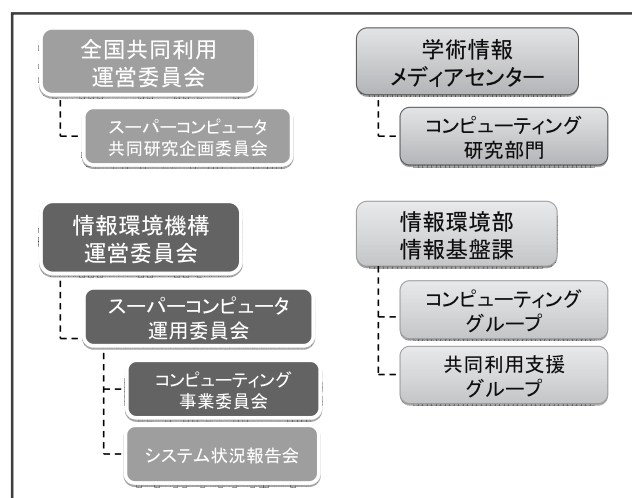 全国共同利用
運営委員会
スーパーコンピュータ
共同研究企画委員会
情報環境機構
運営委員会
スーパーコンピュータ
運用委員会
コンピューティング
事業委員会
システム状況報告会
学術情報
メディアセンター
コンピューティング
研究部門
情報環境部
情報基盤課
コンピューティング
グループ
共同利用支援
グループ